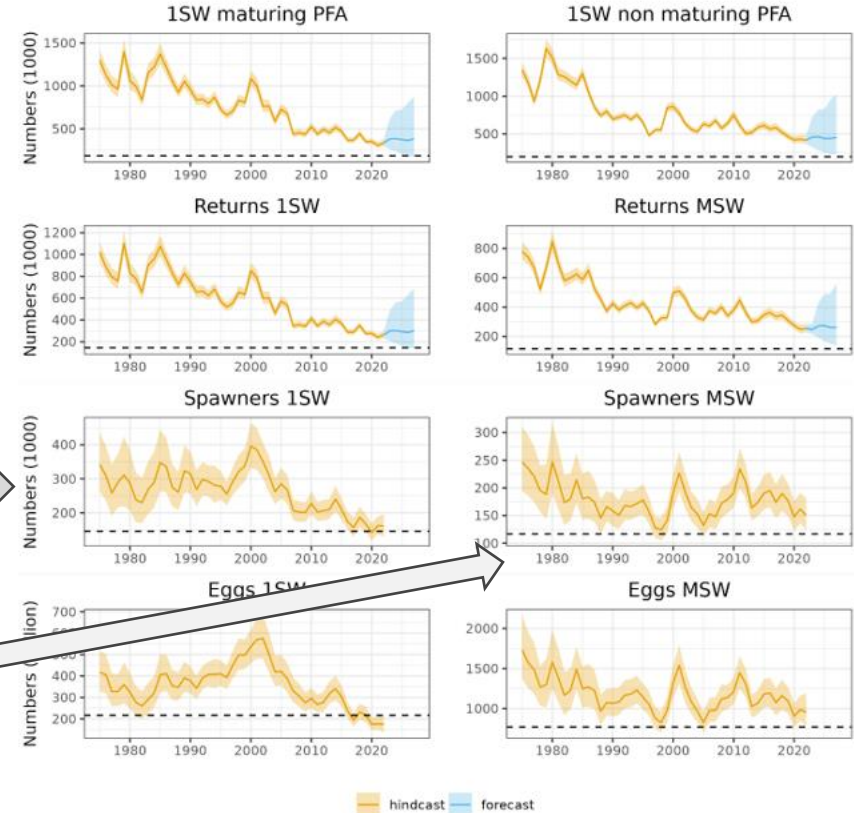 1SW maturing PFA
1SW non maturing PFA
Numbers (1000)
1500
1000
500
1980 1990 2000 2010 2020
1500
1000
500
1980 1990 2000 2010 2020
Returns 1SW
Returns MSW
Numbers (1000)
1200
1000
800
600
400
200
1980 1990 2000 2010 2020
800
600
400
200
1980 1990 2000 2010 2020
Spawners 1SW
Spawners MSW
Numbers (1000)
400
300
200
1980 1990 2000 2010 2020
300
250
200
150
100
1980 1990 2000 2010 2020
Eggs 1SW
Eggs MSW
Numbers
700
400
300
200
1980 1990 2000 2010 2020
2000
1500
1000
1980 1990 2000 2010 2020
hindcast forecast